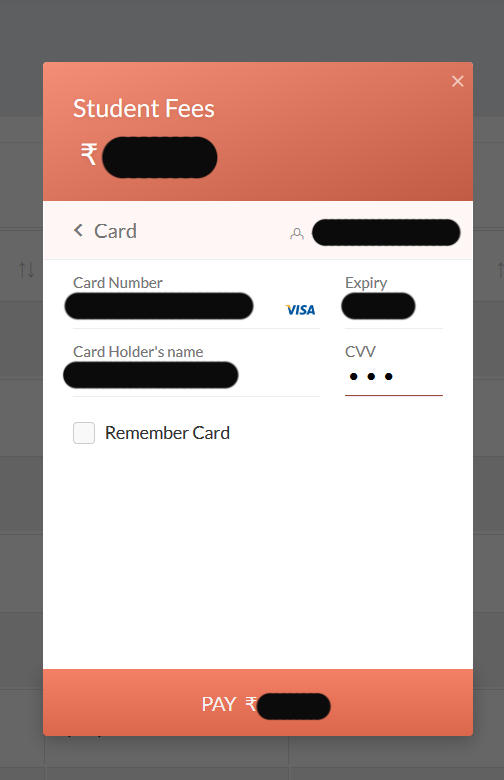 ×
Student Fees
₹
Card
Card Number
Expiry
VISA
Card Holder's name
CVV
•••
Remember Card
PAY ₹